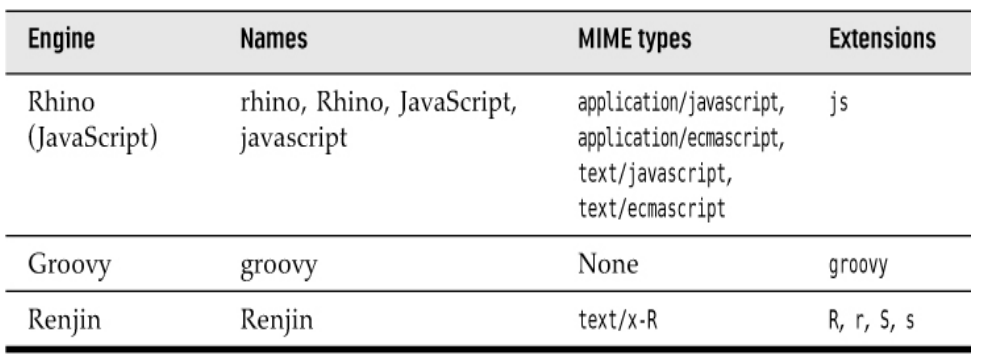 Engine Names MIME types Extensions
Rhino rhino, Rhino, JavaScript, application/javascript, js
(JavaScript) javascript application/ecmascript,
text/javascript,
text/ecmascript
Groovy groovy None groovy
Renjin Renjin text/x-R R, r, S, s